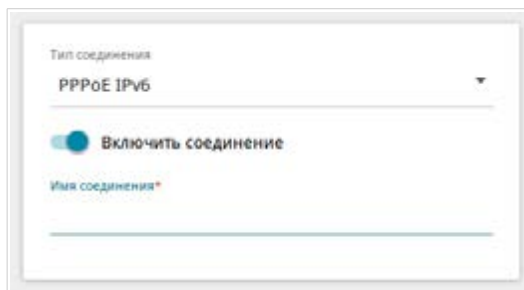 Тип соединения
PPPoE IPv6
Включить соединение
Имя соединения*